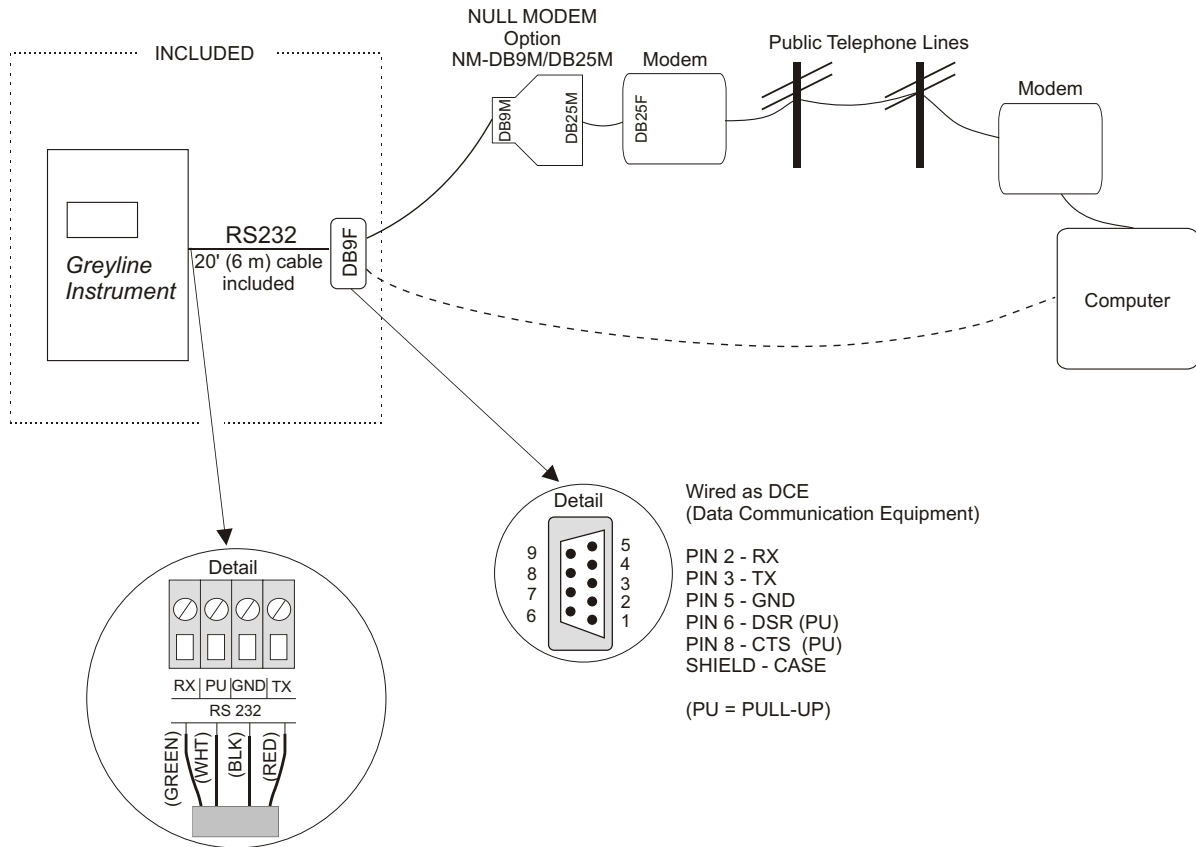 INCLUDED
Greyline
Instrument
RS232
20' (6 m) cable
included
DB9F
NULL MODEM
Option
NM-DB9M/DB25M
DB9M
DB25M
Modem
DB25F
Public Telephone Lines
Modem
Computer
Detail
RX PU GND TX
RS 232
(GREEN)
(WHT)
(BLK)
(RED)
Detail
9
8
7
6
5
4
3
2
1
Wired as DCE
(Data Communication Equipment)
PIN 2 - RX
PIN 3 - TX
PIN 5 - GND
PIN 6 - DSR (PU)
PIN 8 - CTS (PU)
SHIELD - CASE
(PU = PULL-UP)